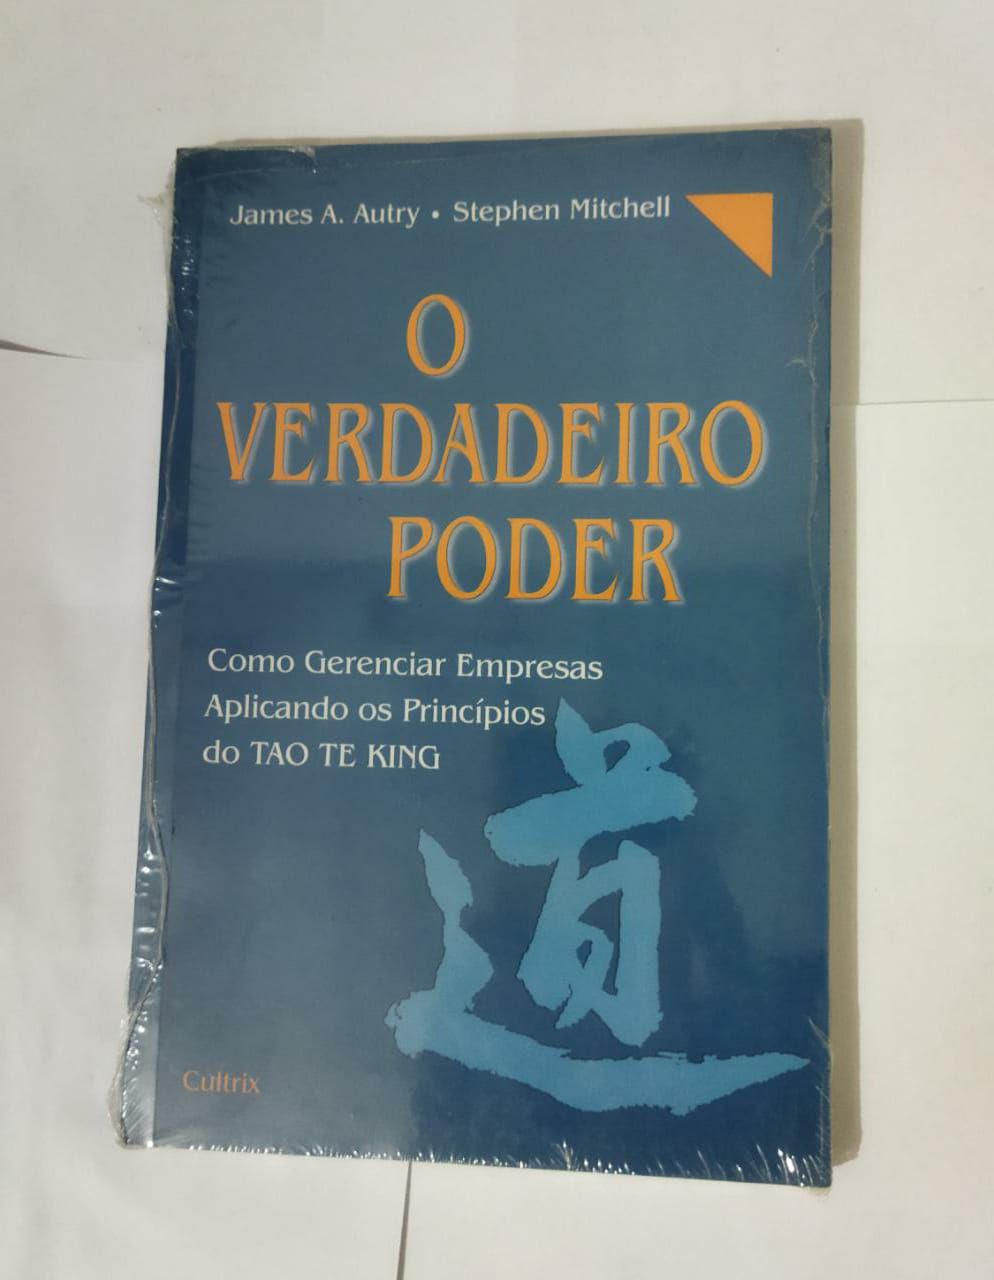 James A. Autry • Stephen Mitchell
O
VERDADEIRO
PODER
Como Gerenciar Empresas
Aplicando os Princípios
do TAO TE KING
道
Cultrix